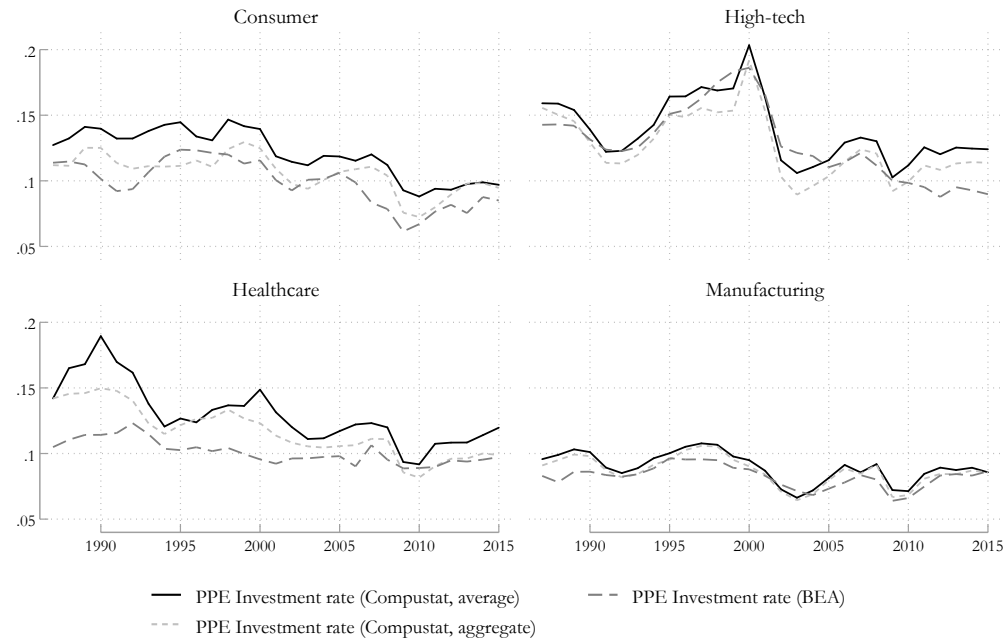 Consumer
High-tech
.2
.15
.1
.05
Healthcare
Manufacturing
.2
.15
.1
.05
1990 1995 2000 2005 2010 2015 1990 1995 2000 2005 2010 2015
PPE Investment rate (Compustat, average)
PPE Investment rate (BEA)
PPE Investment rate (Compustat, aggregate)